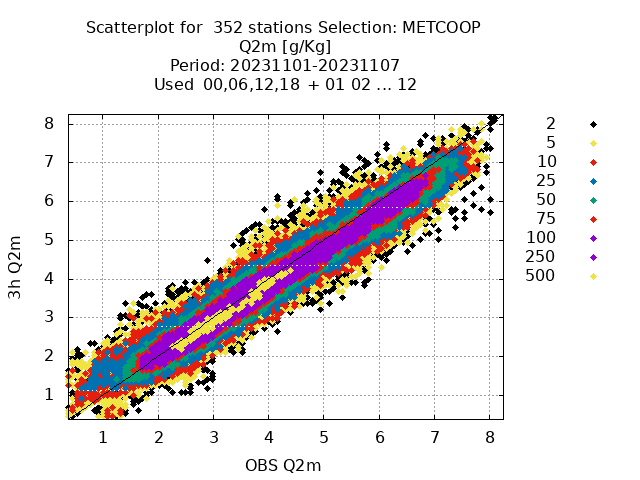 Scatterplot for  352 stations Selection: METCOOP
Q2m [g/Kg]
Period: 20231101-20231107
Used  00,06,12,18 + 01 02 ... 12
8
7
6
5
4
3
2
1
3h Q2m
1 2 3 4 5 6 7 8
OBS Q2m
2
5
10
25
50
75
100
250
500